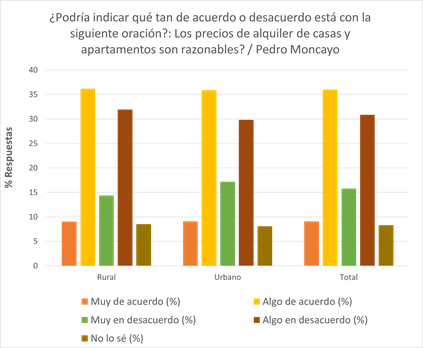 ¿Podría indicar qué tan de acuerdo o desacuerdo está con la
siguiente oración?: Los precios de alquiler de casas y
apartamentos son razonables? / Pedro Moncayo
% Respuestas
40
35
30
25
20
15
10
5
0
Rural
Urbano
Total
Muy de acuerdo (%)
Algo de acuerdo (%)
Muy en desacuerdo (%)
Algo en desacuerdo (%)
No lo sé (%)